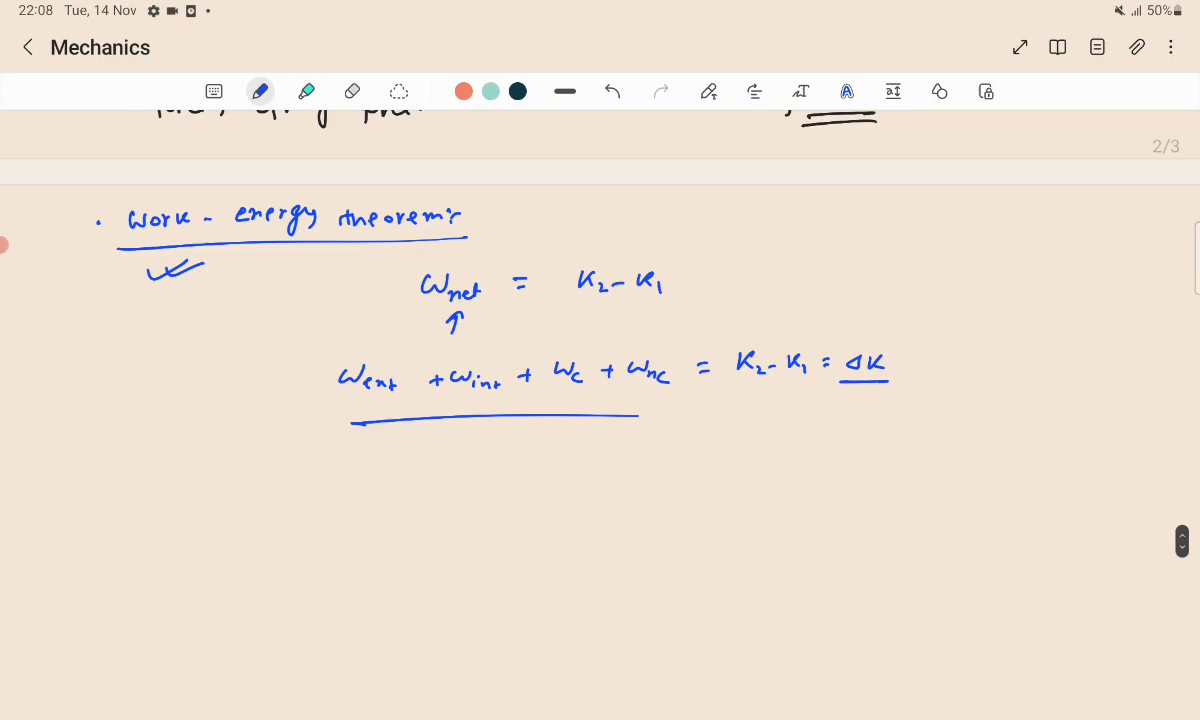 22:08 Tue, 14 Nov 50%
Mechanics
2/3
. Work - energy theorem :
Wnet = K2 - K1
Wext + Wint + Wc + Wnc = K2 - K1 = ΔK